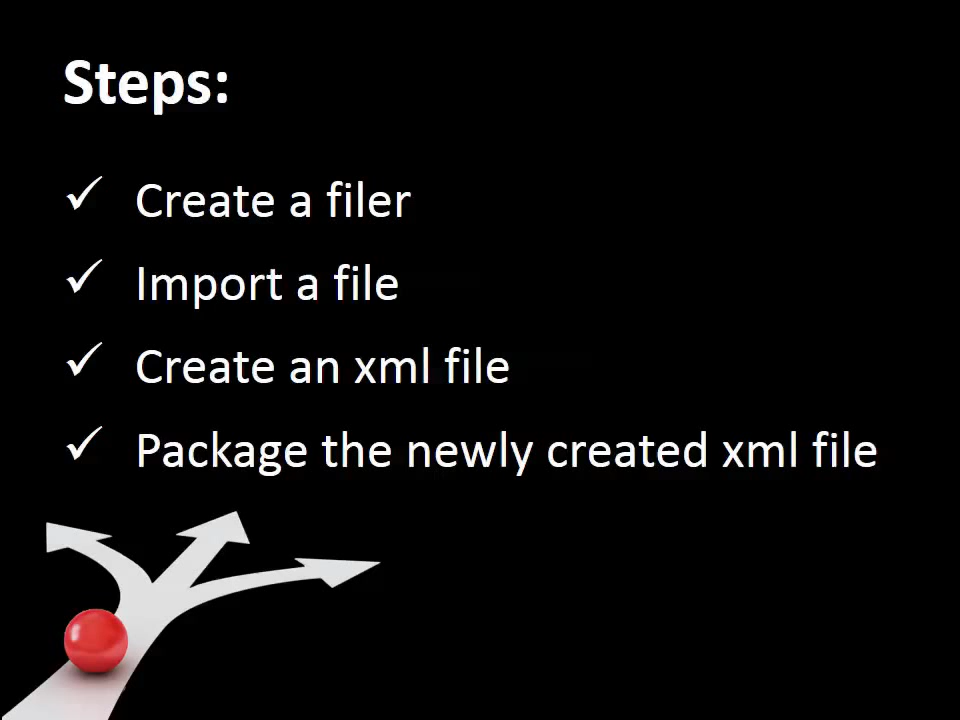 Steps:
✓ Create a filer
✓ Import a file
✓ Create an xml file
✓ Package the newly created xml file